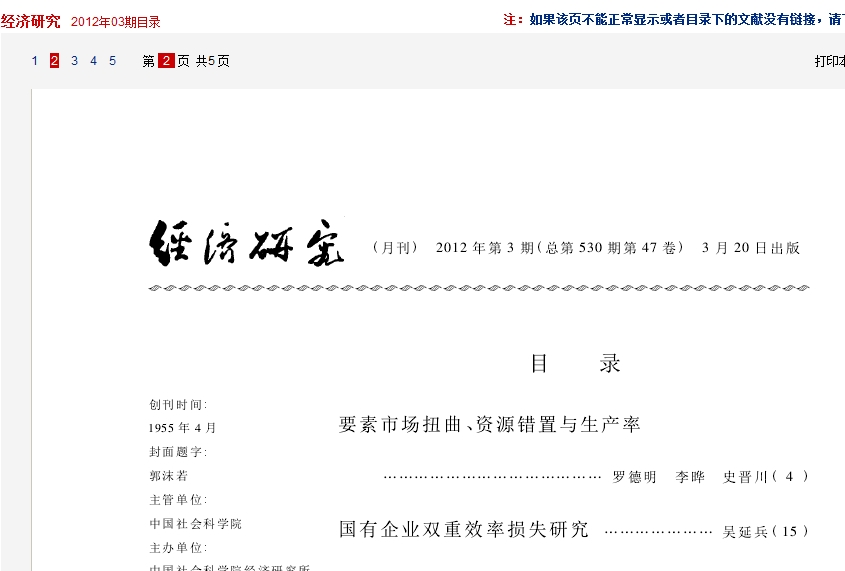 经济研究 2012年03期目录
注：如果该页不能正常显示或者目录下的文献没有链接，请
1 2 3 4 5 第 2 页 共5页
打印本
經济研究 （月刊） 2012 年第 3 期(总第 530 期第 47 卷) 3 月 20 日出版
目 录
创刊时间：
1955 年 4 月
封面题字：
郭沫若
主管单位：
中国社会科学院
主办单位：
中国社会科学院经济研究所
要素市场扭曲、资源错置与生产率
…………………………………… 罗德明 李晔 史晋川( 4 )
国有企业双重效率损失研究 ………………… 吴延兵( 15 )